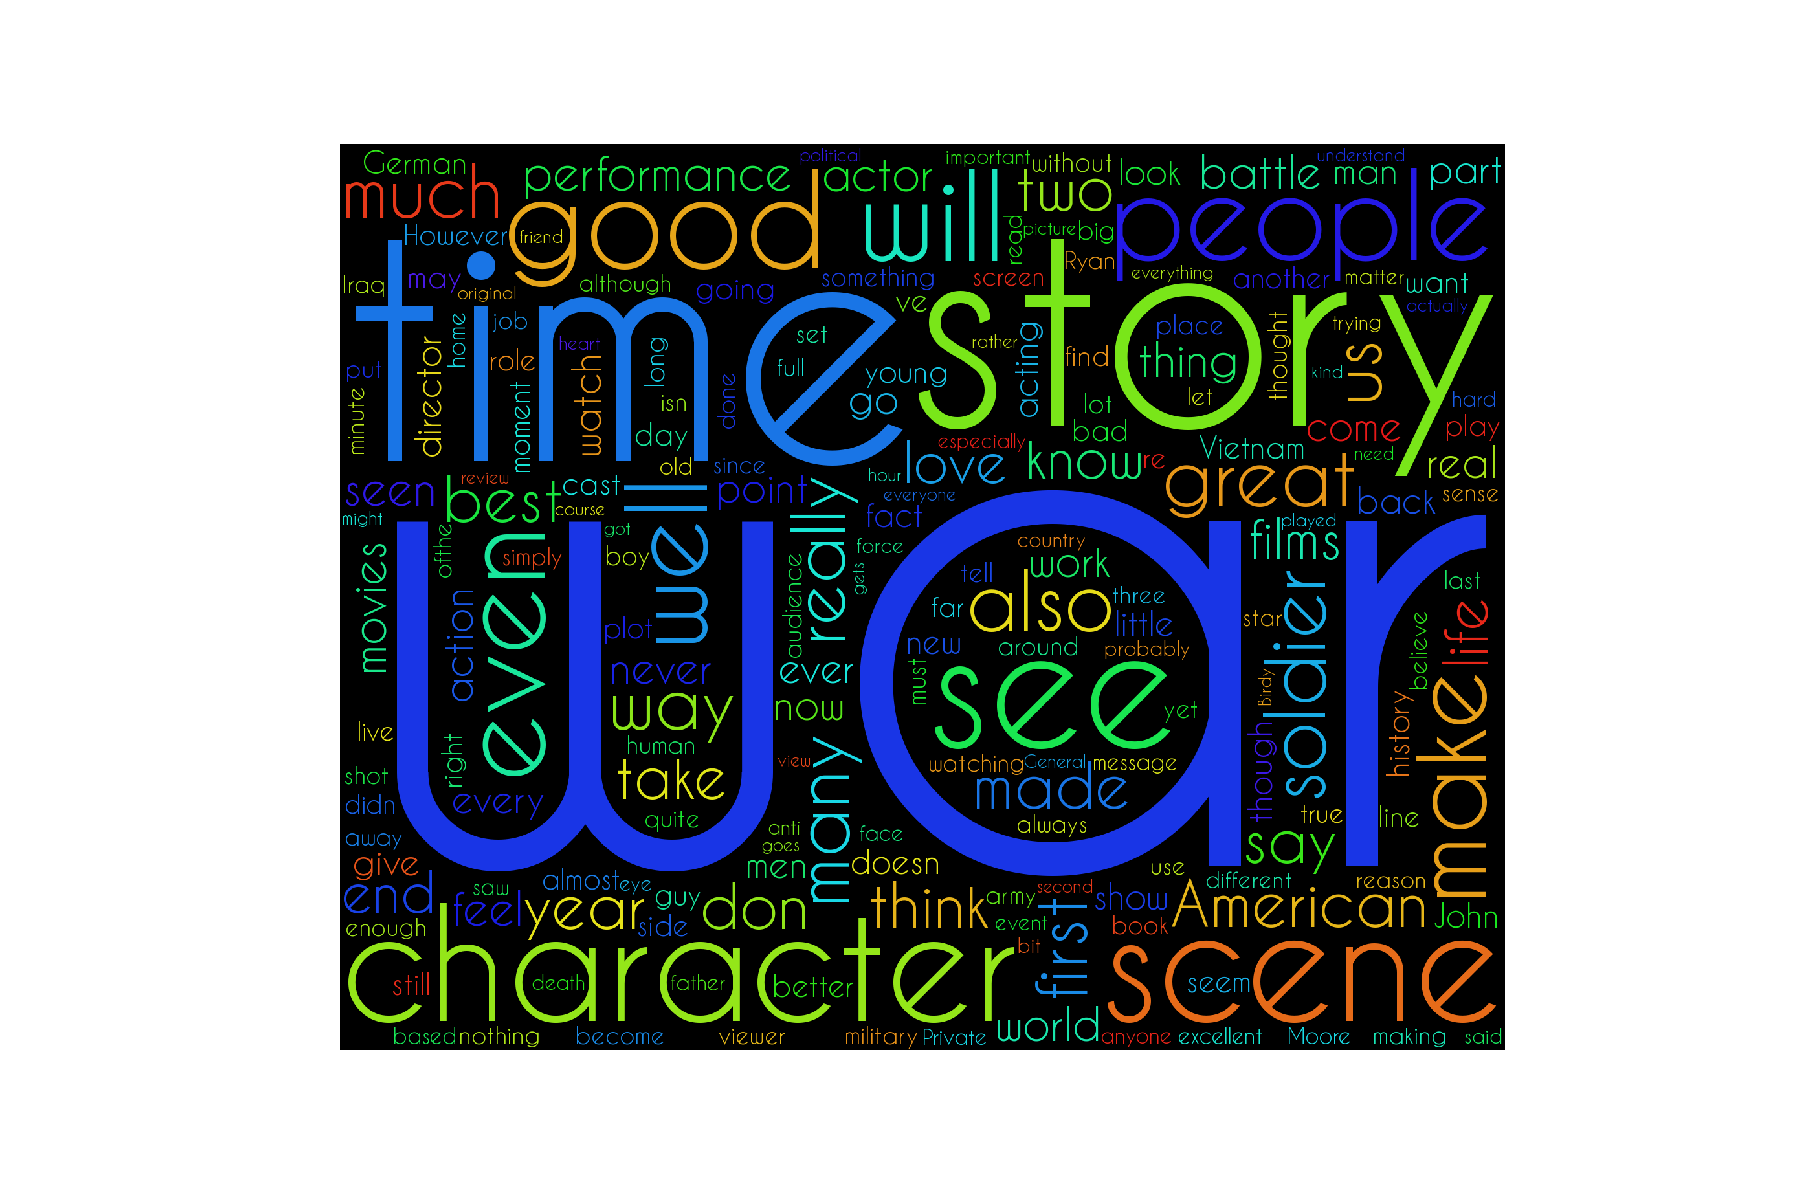 German
political
important
without
understand
much
performance
actor
will
two
look
battle
man
part
good
people
However
friend
read
picture
big
Ryan
time
story
Iraq
may
original
although
going
something
screen
ve
everything
another
matter
want
actually
job
home
heart
set
rather
acting
place
thought
trying
us
put
director
role
watch
long
full
young
find
thing
kind
minute
moment
isn
done
go
let
hard
day
lot
bad
come
play
old
since
love
especially
know
re
Vietnam
need
real
review
hour
great
seen
best
cast
well
point
really
everyone
back
sense
might
course
fact
played
films
war
ofthe
even
simply
got
boy
force
country
movies
audience
gets
tell
work
last
action
far
also
three
little
star
soldier
life
believe
plot
new
around
probably
never
ever
see
must
birdy
make
way
now
yet
though
history
live
human
view
many
watching
General
message
right
take
made
shot
didn
every
quite
always
true
line
away
anti
goes
face
say
give
men
doesn
use
end
saw
almost
eye
guy
second
different
reason
feel
year
side
don
think
army
first
show
American
John
enough
event
book
character
bit
scene
still
death
father
better
seem
based
nothing
become
viewer
military
Private
world
anyone
excellent
Moore
making
said